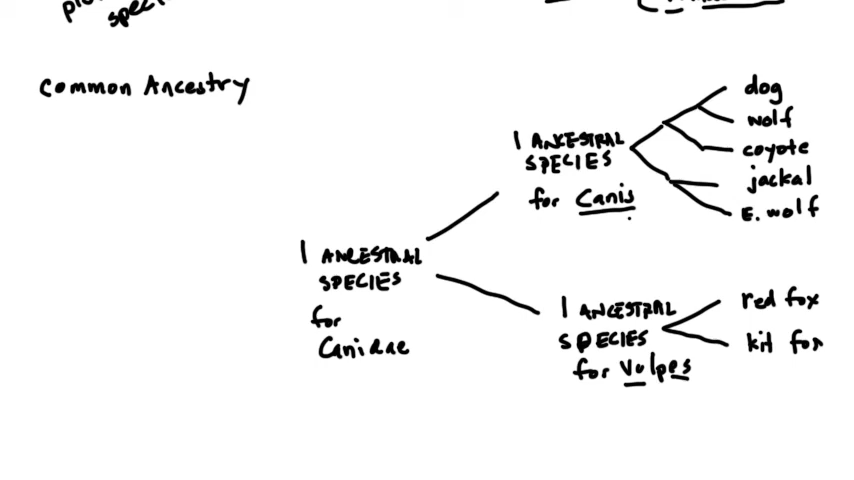 Common Ancestry
1 ANCESTRAL
SPECIES
for Canis
dog
wolf
coyote
jackal
E. wolf
1 ANCESTRAL
SPECIES
for
Canidae
1 ANCESTRAL
SPECIES
for Vulpes
red fox
kit fox